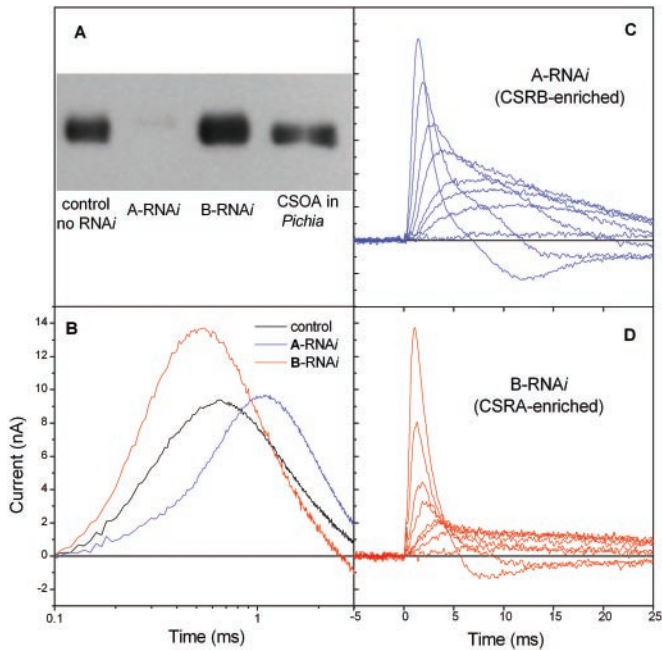 A
control
no RNAi
A-RNAi
B-RNAi
CSOA in
Pichia
C
A-RNAi
(CSRB-enriched)
B
control
A-RNAi
B-RNAi
14
12
10
8
6
4
2
0
-2
Current (nA)
0.1
1
Time (ms)
D
B-RNAi
(CSRA-enriched)
-5
0
5
10
15
20
25
Time (ms)